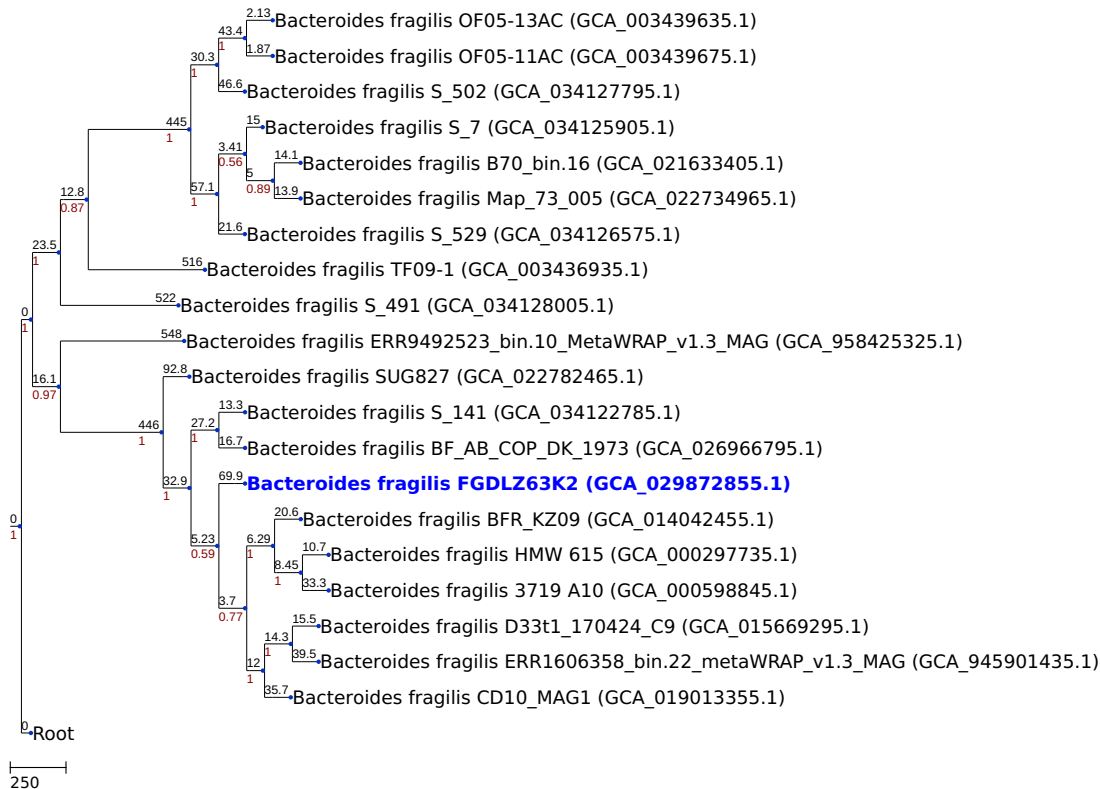 2.13
Bacteroides fragilis OF05-13AC (GCA_003439635.1)
43.4
1
1.87
Bacteroides fragilis OF05-11AC (GCA_003439675.1)
30.3
1
46.6
Bacteroides fragilis S_502 (GCA_034127795.1)
445
1
15
Bacteroides fragilis S_7 (GCA_034125905.1)
3.41
0.56
14.1
Bacteroides fragilis B70_bin.16 (GCA_021633405.1)
5
0.89
13.9
Bacteroides fragilis Map_73_005 (GCA_022734965.1)
57.1
1
12.8
0.87
21.6
Bacteroides fragilis S_529 (GCA_034126575.1)
23.5
1
516
Bacteroides fragilis TF09-1 (GCA_003436935.1)
522
Bacteroides fragilis S_491 (GCA_034128005.1)
0
1
548
Bacteroides fragilis ERR9492523_bin.10_MetaWRAP_v1.3_MAG (GCA_958425325.1)
16.1
0.97
92.8
Bacteroides fragilis SUG827 (GCA_022782465.1)
446
1
13.3
Bacteroides fragilis S_141 (GCA_034122785.1)
27.2
1
16.7
Bacteroides fragilis BF_AB_COP_DK_1973 (GCA_026966795.1)
32.9
1
69.9
Bacteroides fragilis FGDLZ63K2 (GCA_029872855.1)
0
1
5.23
0.59
20.6
Bacteroides fragilis BFR_KZ09 (GCA_014042455.1)
6.29
1
10.7
Bacteroides fragilis HMW 615 (GCA_000297735.1)
8.45
1
33.3
Bacteroides fragilis 3719 A10 (GCA_000598845.1)
3.7
0.77
15.5
Bacteroides fragilis D33t1_170424_C9 (GCA_015669295.1)
14.3
1
39.5
Bacteroides fragilis ERR1606358_bin.22_metaWRAP_v1.3_MAG (GCA_945901435.1)
12
1
35.7
Bacteroides fragilis CD10_MAG1 (GCA_019013355.1)
0
Root
250